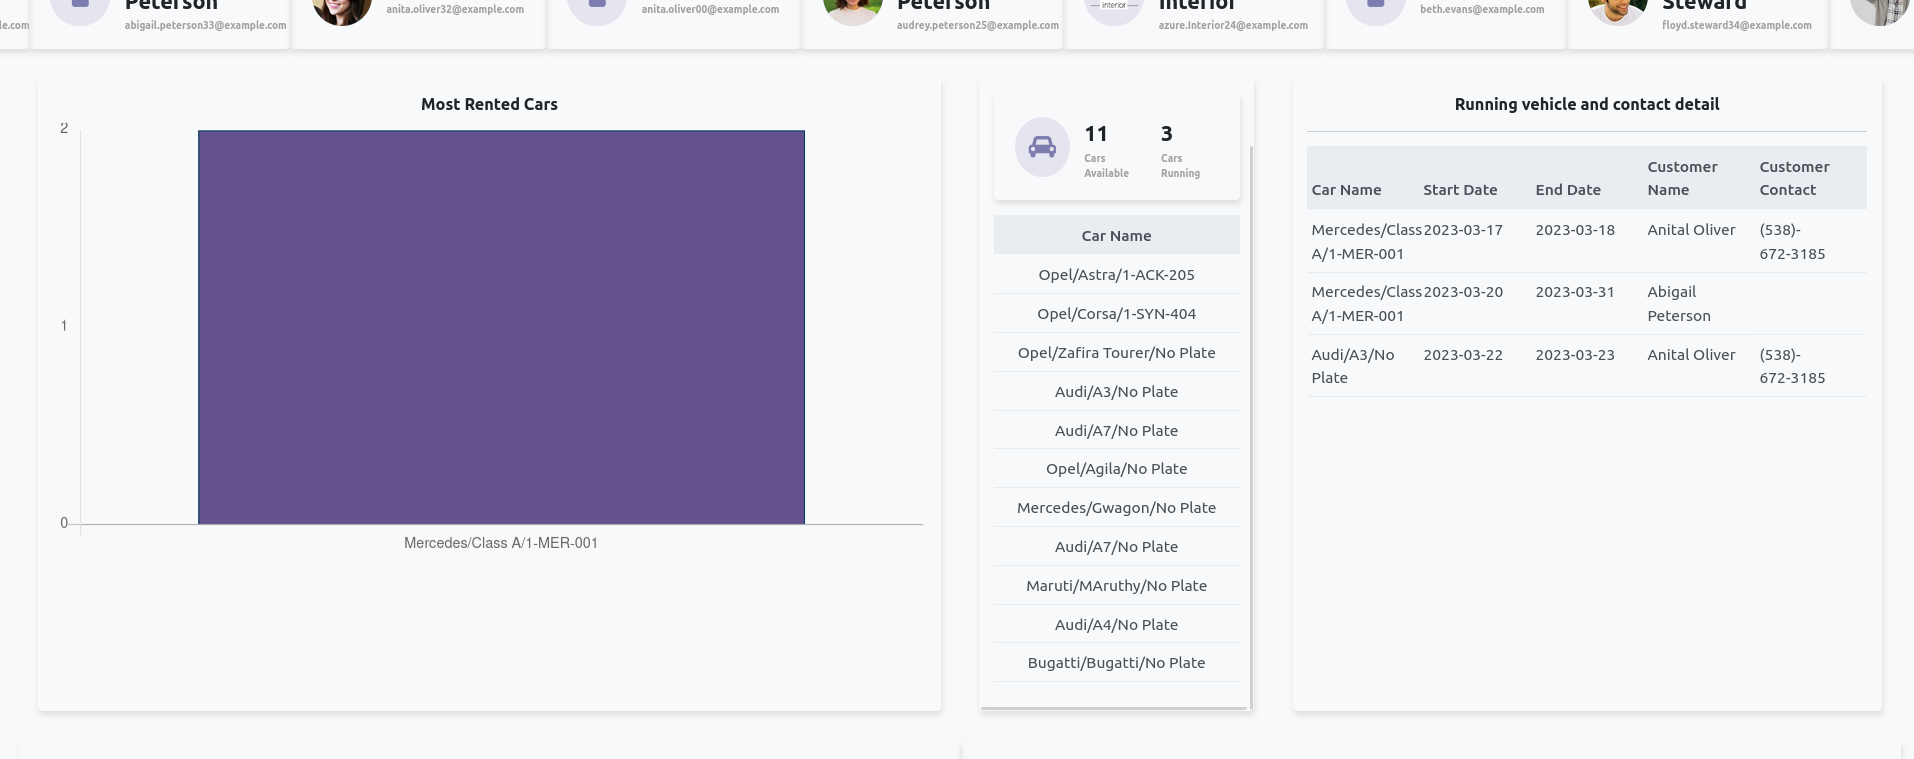 Peterson
Peterson
Interior
Steward
le.com
abigail.peterson33@example.com
anita.oliver32@example.com
anita.oliver00@example.com
audrey.peterson25@example.com
interior
azure.Interior24@example.com
beth.evans@example.com
floyd.steward34@example.com
Most Rented Cars
2
1
0
Mercedes/Class A/1-MER-001
11
Cars
Available
3
Cars
Running
Car Name
Opel/Astra/1-ACK-205
Opel/Corsa/1-SYN-404
Opel/Zafira Tourer/No Plate
Audi/A3/No Plate
Audi/A7/No Plate
Opel/Agila/No Plate
Mercedes/Gwagon/No Plate
Audi/A7/No Plate
Maruti/MAruthy/No Plate
Audi/A4/No Plate
Bugatti/Bugatti/No Plate
Running vehicle and contact detail
Car Name Start Date End Date Customer Name Customer Contact
Mercedes/Class 2023-03-17 2023-03-18 Anital Oliver (538)-
A/1-MER-001 672-3185
Mercedes/Class 2023-03-20 2023-03-31 Abigail
A/1-MER-001 Peterson
Audi/A3/No 2023-03-22 2023-03-23 Anital Oliver (538)-
Plate 672-3185